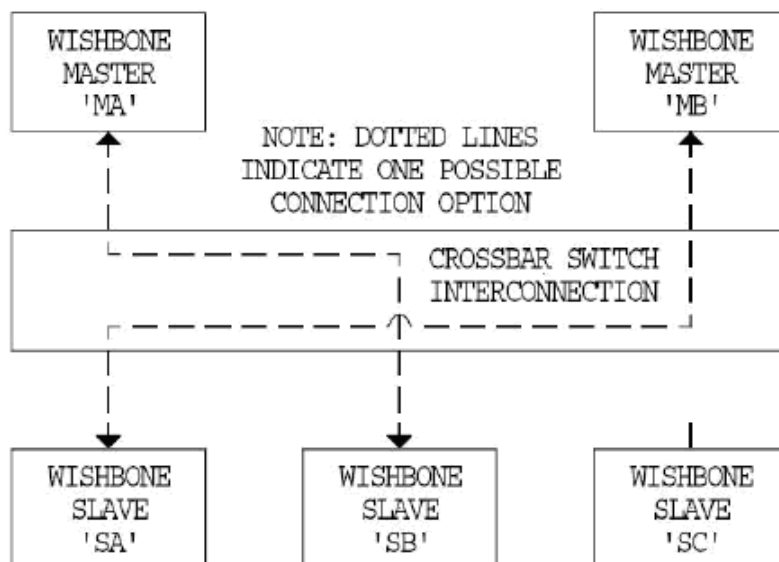 WISHBONE
MASTER
'MA'
WISHBONE
MASTER
'MB'
NOTE: DOTTED LINES
INDICATE ONE POSSIBLE
CONNECTION OPTION
CROSSBAR SWITCH
INTERCONNECTION
WISHBONE
SLAVE
'SA'
WISHBONE
SLAVE
'SB'
WISHBONE
SLAVE
'SC'